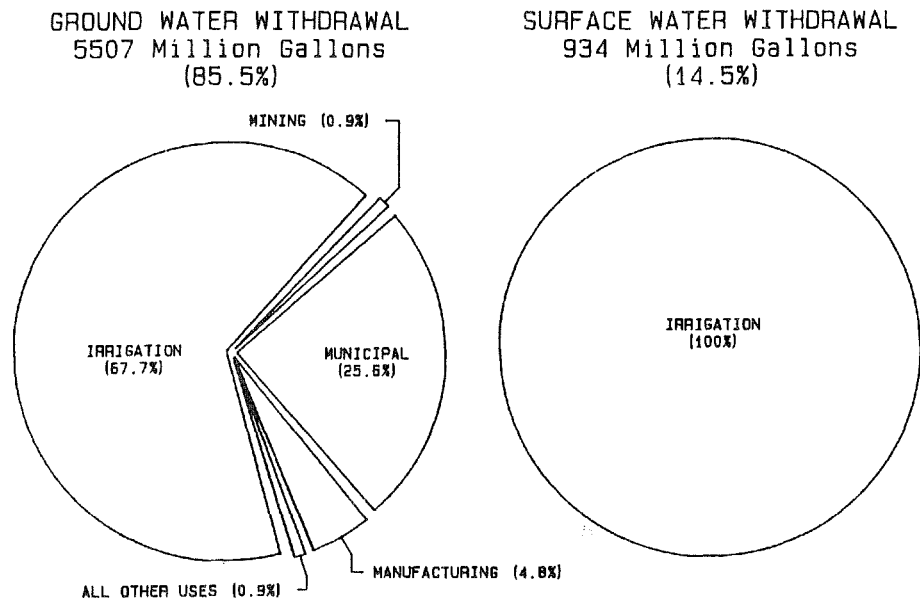 GROUND WATER WITHDRAWAL
5507 Million Gallons
(85.5%)
SURFACE WATER WITHDRAWAL
934 Million Gallons
(14.5%)
MINING (0.9%)
IRRIGATION
(67.7%)
MUNICIPAL
(25.6%)
IRRIGATION
(100%)
MANUFACTURING (4.8%)
ALL OTHER USES (0.9%)